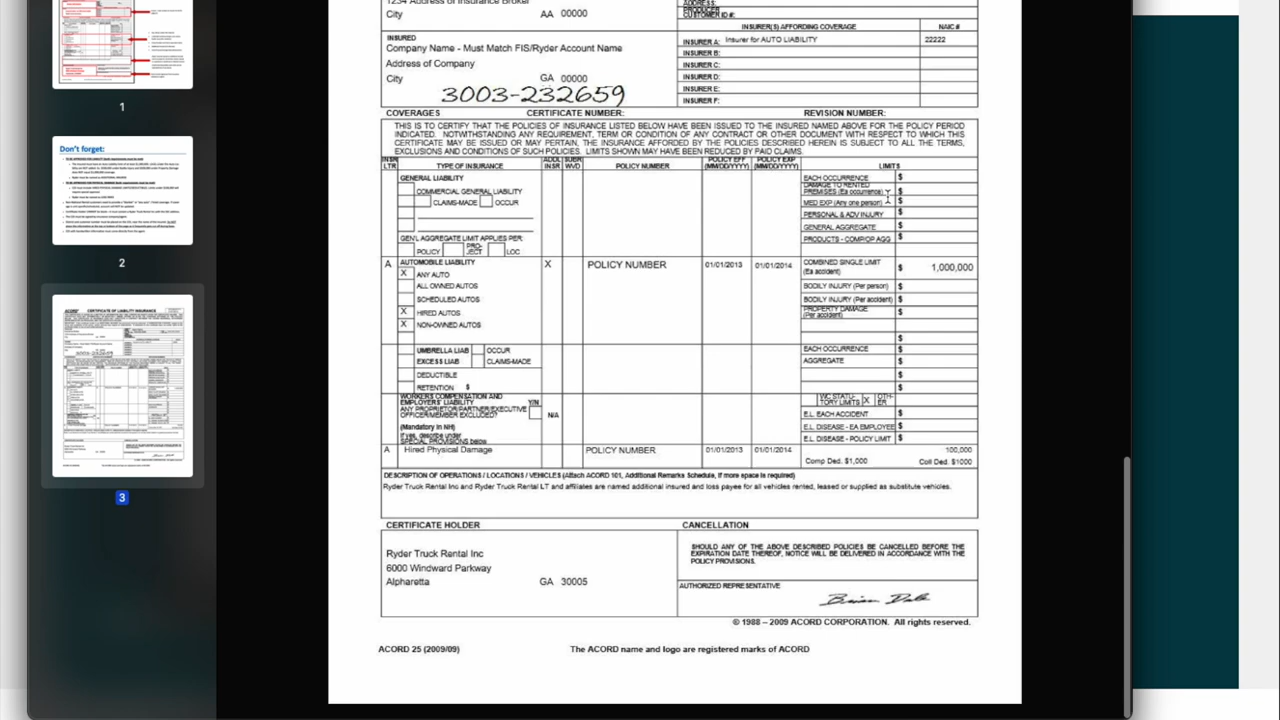 1234 Address of Insurance Broker
City AA 00000
ADDRESS:
PRODUCER
CUSTOMER ID #:
INSURER(S) AFFORDING COVERAGE NAIC #
INSURED
INSURER A: Insurer for AUTO LIABILITY 22222
Company Name - Must Match FIS/Ryder Account Name
INSURER B:
Address of Company
INSURER C:
City GA 00000
INSURER D:
3003-232659
INSURER E:
INSURER F:
COVERAGES CERTIFICATE NUMBER: REVISION NUMBER:
THIS IS TO CERTIFY THAT THE POLICIES OF INSURANCE LISTED BELOW HAVE BEEN ISSUED TO THE INSURED NAMED ABOVE FOR THE POLICY PERIOD
INDICATED. NOTWITHSTANDING ANY REQUIREMENT, TERM OR CONDITION OF ANY CONTRACT OR OTHER DOCUMENT WITH RESPECT TO WHICH THIS
CERTIFICATE MAY BE ISSUED OR MAY PERTAIN, THE INSURANCE AFFORDED BY THE POLICIES DESCRIBED HEREIN IS SUBJECT TO ALL THE TERMS,
EXCLUSIONS AND CONDITIONS OF SUCH POLICIES. LIMITS SHOWN MAY HAVE BEEN REDUCED BY PAID CLAIMS.
INSR LTR TYPE OF INSURANCE ADDL INSR SUBR WVD POLICY NUMBER POLICY EFF (MM/DD/YYYY) POLICY EXP (MM/DD/YYYY) LIMITS
GENERAL LIABILITY EACH OCCURRENCE $
COMMERCIAL GENERAL LIABILITY DAMAGE TO RENTED PREMISES (Ea occurrence) $
CLAIMS-MADE OCCUR MED EXP (Any one person) $
PERSONAL & ADV INJURY $
GENERAL AGGREGATE $
GEN'L AGGREGATE LIMIT APPLIES PER: PRODUCTS - COMP/OP AGG $
POLICY PRO-JECT LOC
A AUTOMOBILE LIABILITY X POLICY NUMBER 01/01/2013 01/01/2014 COMBINED SINGLE LIMIT (Ea accident) $ 1,000,000
X ANY AUTO
ALL OWNED AUTOS BODILY INJURY (Per person) $
SCHEDULED AUTOS BODILY INJURY (Per accident) $
X HIRED AUTOS PROPERTY DAMAGE (Per accident) $
X NON-OWNED AUTOS
$
UMBRELLA LIAB OCCUR EACH OCCURRENCE $
EXCESS LIAB CLAIMS-MADE AGGREGATE $
DEDUCTIBLE $
RETENTION $ $
WORKERS COMPENSATION AND EMPLOYERS' LIABILITY Y/N N/A WC STATU-TORY LIMITS X OTH-ER
ANY PROPRIETOR/PARTNER/EXECUTIVE OFFICER/MEMBER EXCLUDED? E.L. EACH ACCIDENT $
(Mandatory in NH) E.L. DISEASE - EA EMPLOYEE $
If yes, describe under SPECIAL PROVISIONS below E.L. DISEASE - POLICY LIMIT $
A Hired Physical Damage POLICY NUMBER 01/01/2013 01/01/2014 100,000
Comp Ded. $1,000 Coll Ded. $1000
DESCRIPTION OF OPERATIONS / LOCATIONS / VEHICLES (Attach ACORD 101, Additional Remarks Schedule, if more space is required)
Ryder Truck Rental Inc and Ryder Truck Rental LT and affiliates are named additional insured and loss payee for all vehicles rented, leased or supplied as substitute vehicles.
CERTIFICATE HOLDER CANCELLATION
Ryder Truck Rental Inc
6000 Windward Parkway
Alpharetta GA 30005
SHOULD ANY OF THE ABOVE DESCRIBED POLICIES BE CANCELLED BEFORE THE
EXPIRATION DATE THEREOF, NOTICE WILL BE DELIVERED IN ACCORDANCE WITH THE
POLICY PROVISIONS.
AUTHORIZED REPRESENTATIVE
Brian Dale
© 1988 – 2009 ACORD CORPORATION. All rights reserved.
ACORD 25 (2009/09) The ACORD name and logo are registered marks of ACORD
1
Don't forget:
2
CERTIFICATE OF LIABILITY INSURANCE
3